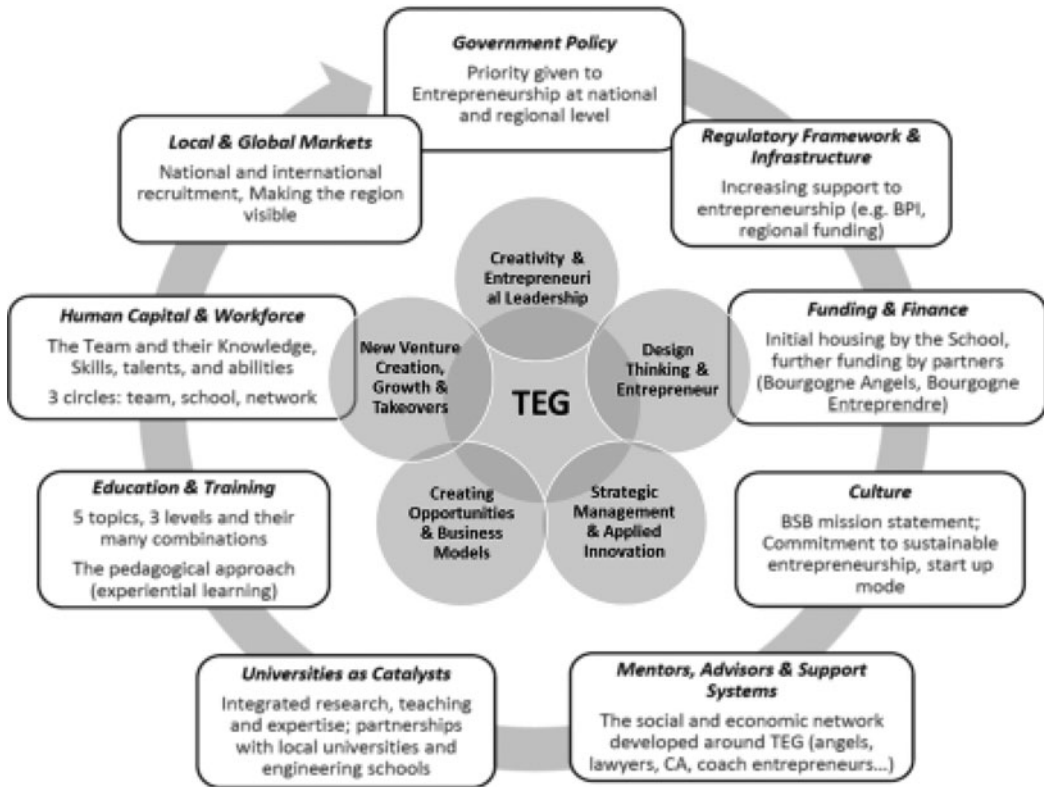 Government Policy
Priority given to
Entrepreneurship at national
and regional level
Regulatory Framework &
Infrastructure
Increasing support to
entrepreneurship (e.g. BPI,
regional funding)
Funding & Finance
Initial housing by the School,
further funding by partners
(Bourgogne Angels, Bourgogne
Entreprendre)
Culture
BSB mission statement;
Commitment to sustainable
entrepreneurship, start up
mode
Mentors, Advisors & Support
Systems
The social and economic network
developed around TEG (angels,
lawyers, CA, coach entrepreneurs...)
Universities as Catalysts
Integrated research, teaching
and expertise; partnerships
with local universities and
engineering schools
Education & Training
5 topics, 3 levels and their
many combinations
The pedagogical approach
(experiential learning)
Human Capital & Workforce
The Team and their Knowledge,
Skills, talents, and abilities
3 circles: team, school, network
Local & Global Markets
National and international
recruitment, Making the region
visible
Creativity &
Entrepreneuri
al Leadership
Design
Thinking &
Entrepreneur
Strategic
Management
& Applied
Innovation
Creating
Opportunities
& Business
Models
New Venture
Creation,
Growth &
Takeovers
TEG